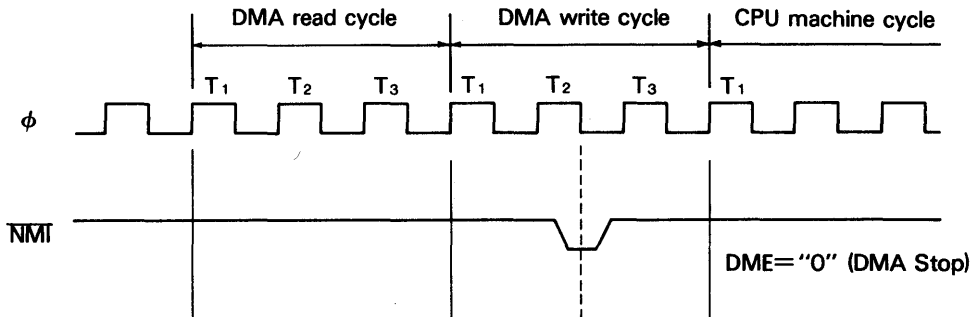 DMA read cycle DMA write cycle CPU machine cycle
T1 T2 T3 T1 T2 T3 T1
φ
NMI
DME="0" (DMA Stop)